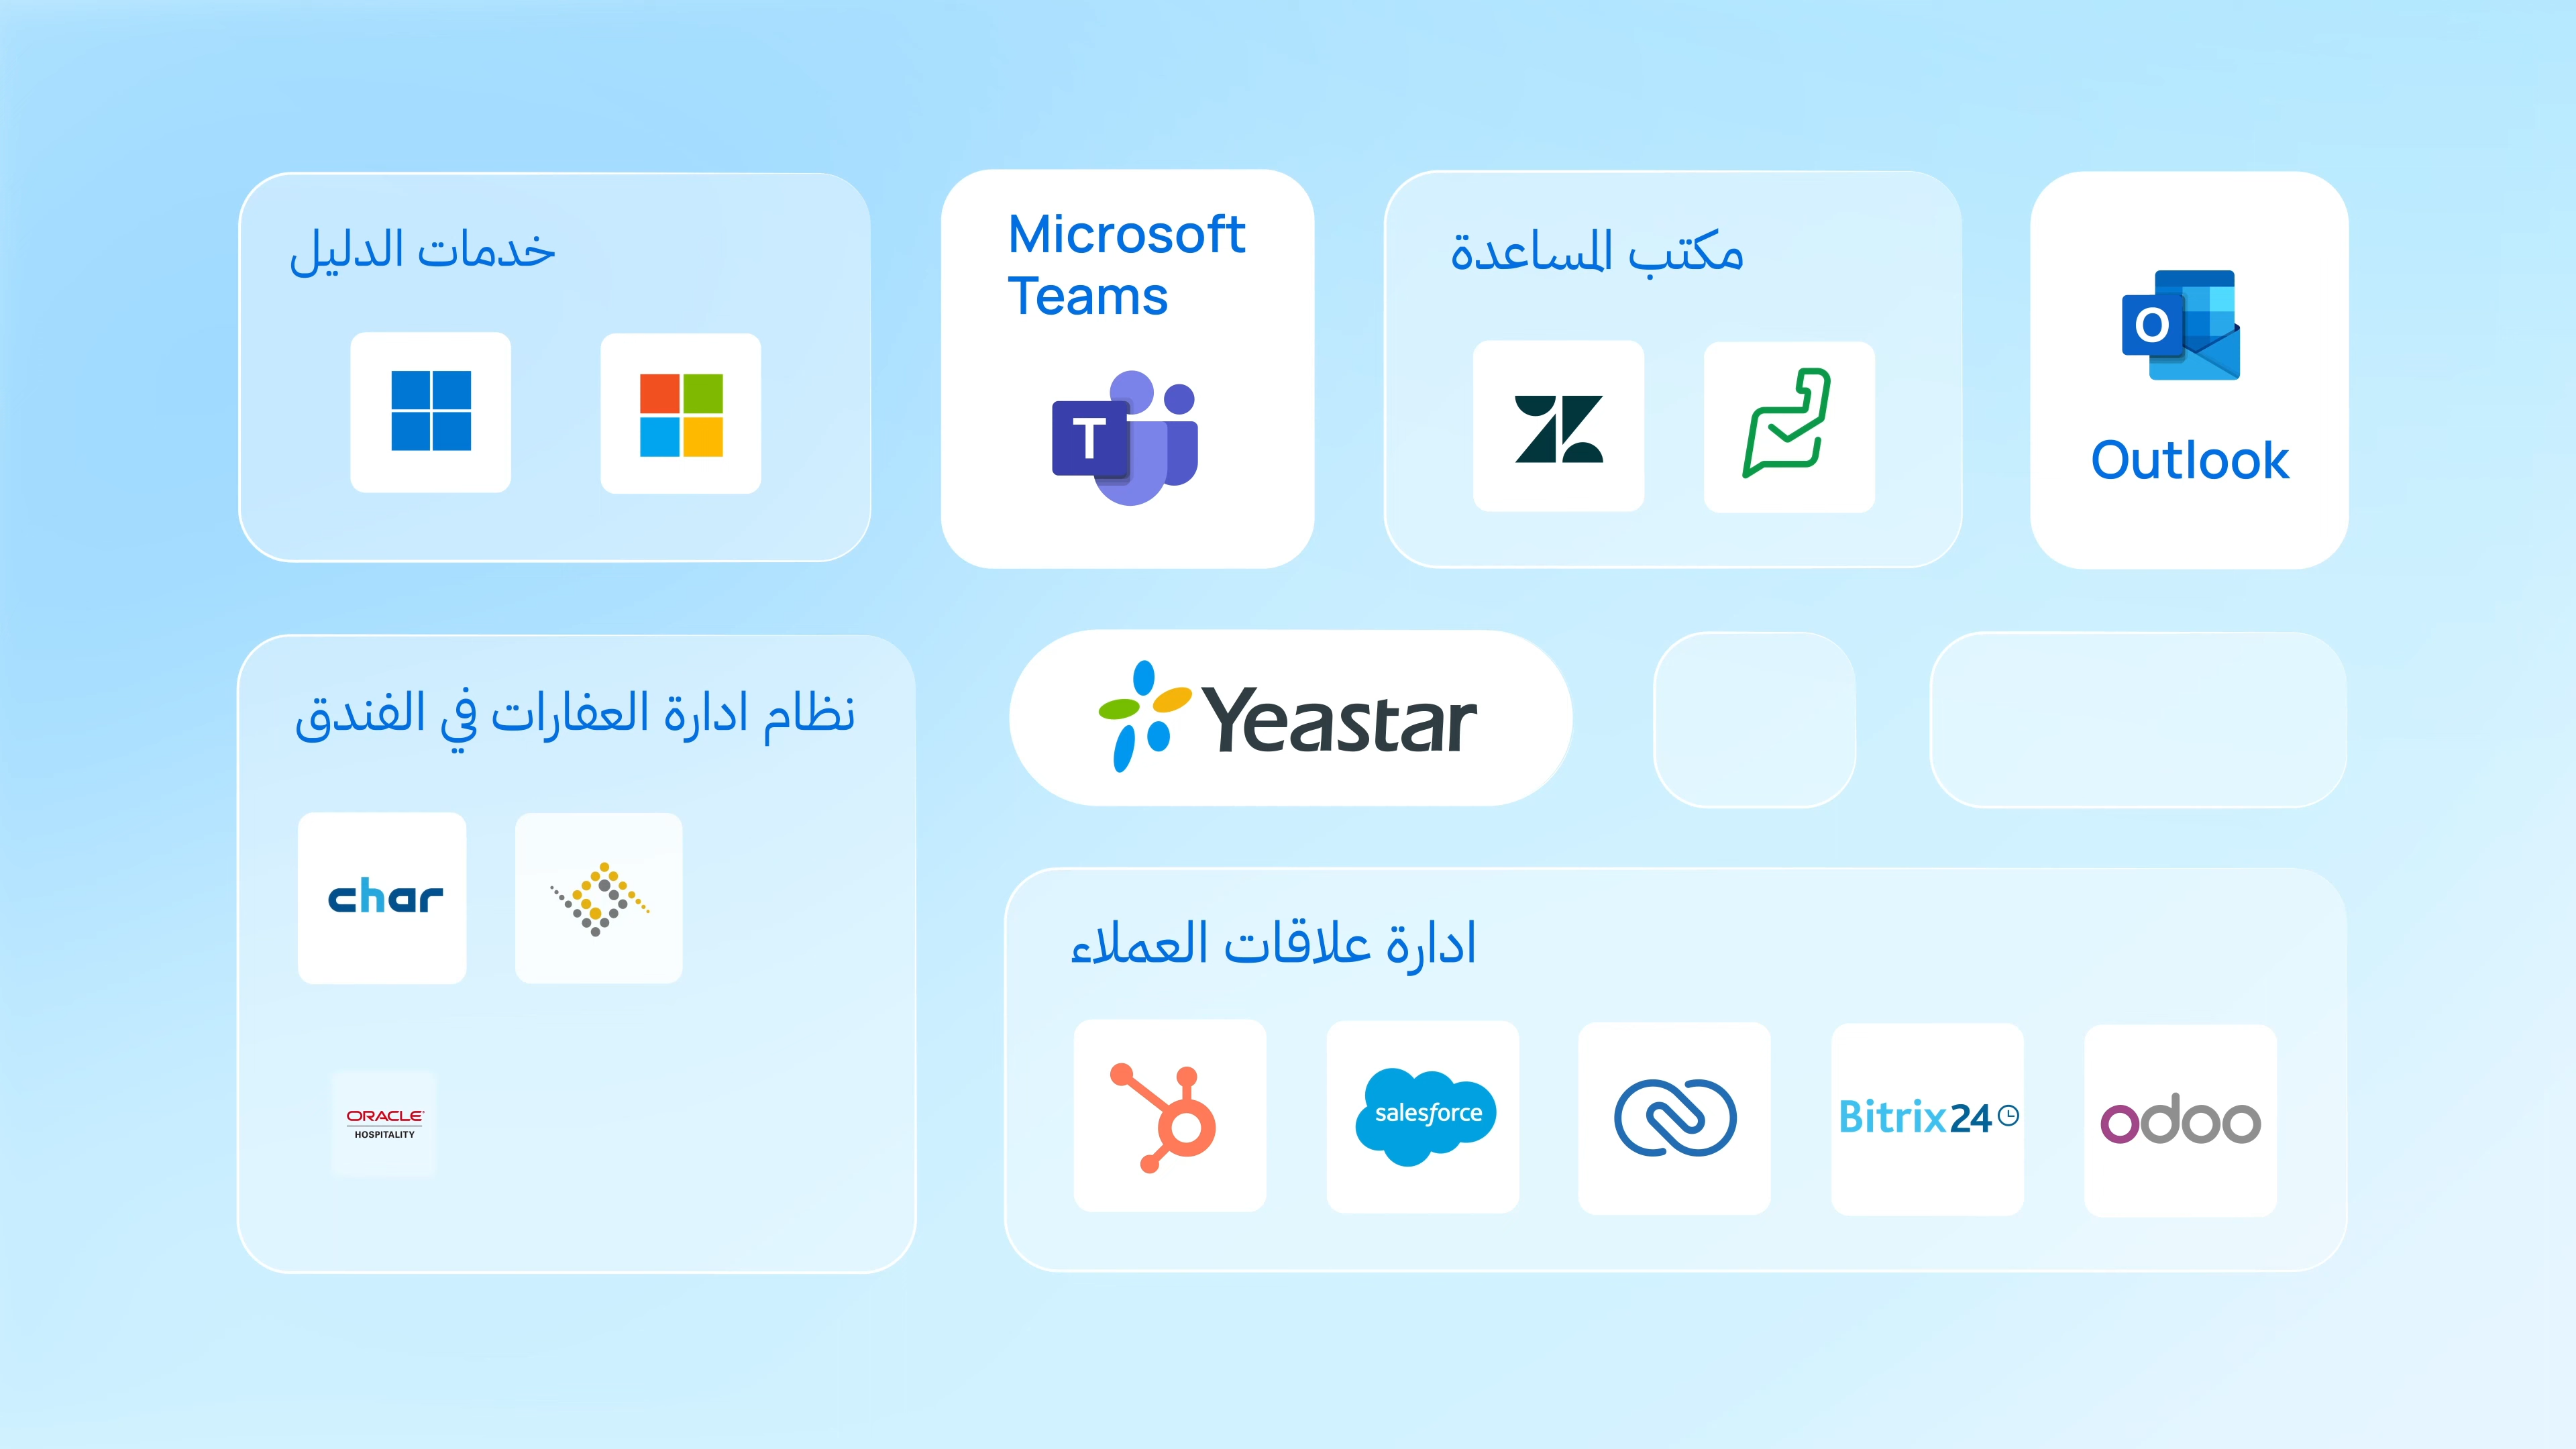 خدمات الدليل
Microsoft
Teams
T
مكتب المساعدة
O
Outlook
نظام ادارة العفارات في الفندق
char
ORACLE
HOSPITALITY
Yeastar
ادارة علاقات العملاء
salesforce
Bitrix24
odoo